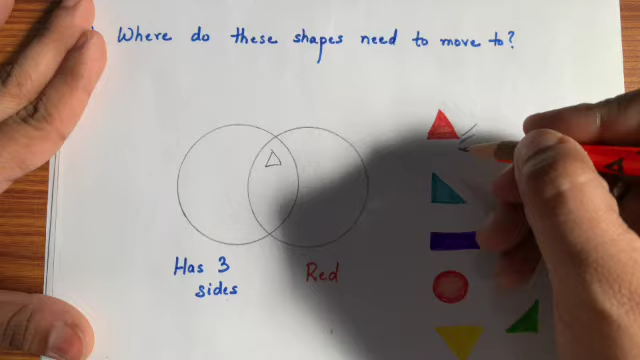 Where do these shapes need to move to?
Has 3
sides
Red